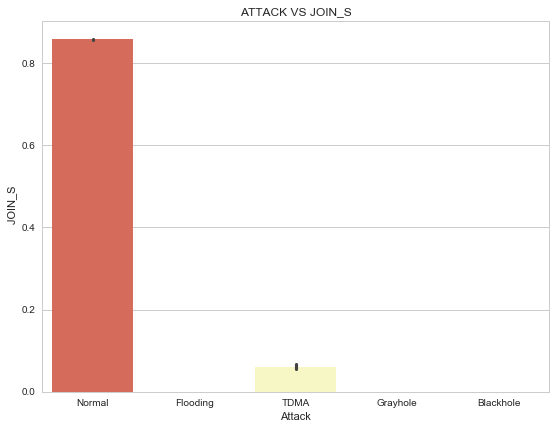 ATTACK VS JOIN_S
0.8
0.6
0.4
0.2
0.0
JOIN_S
Normal Flooding TDMA Grayhole Blackhole
Attack